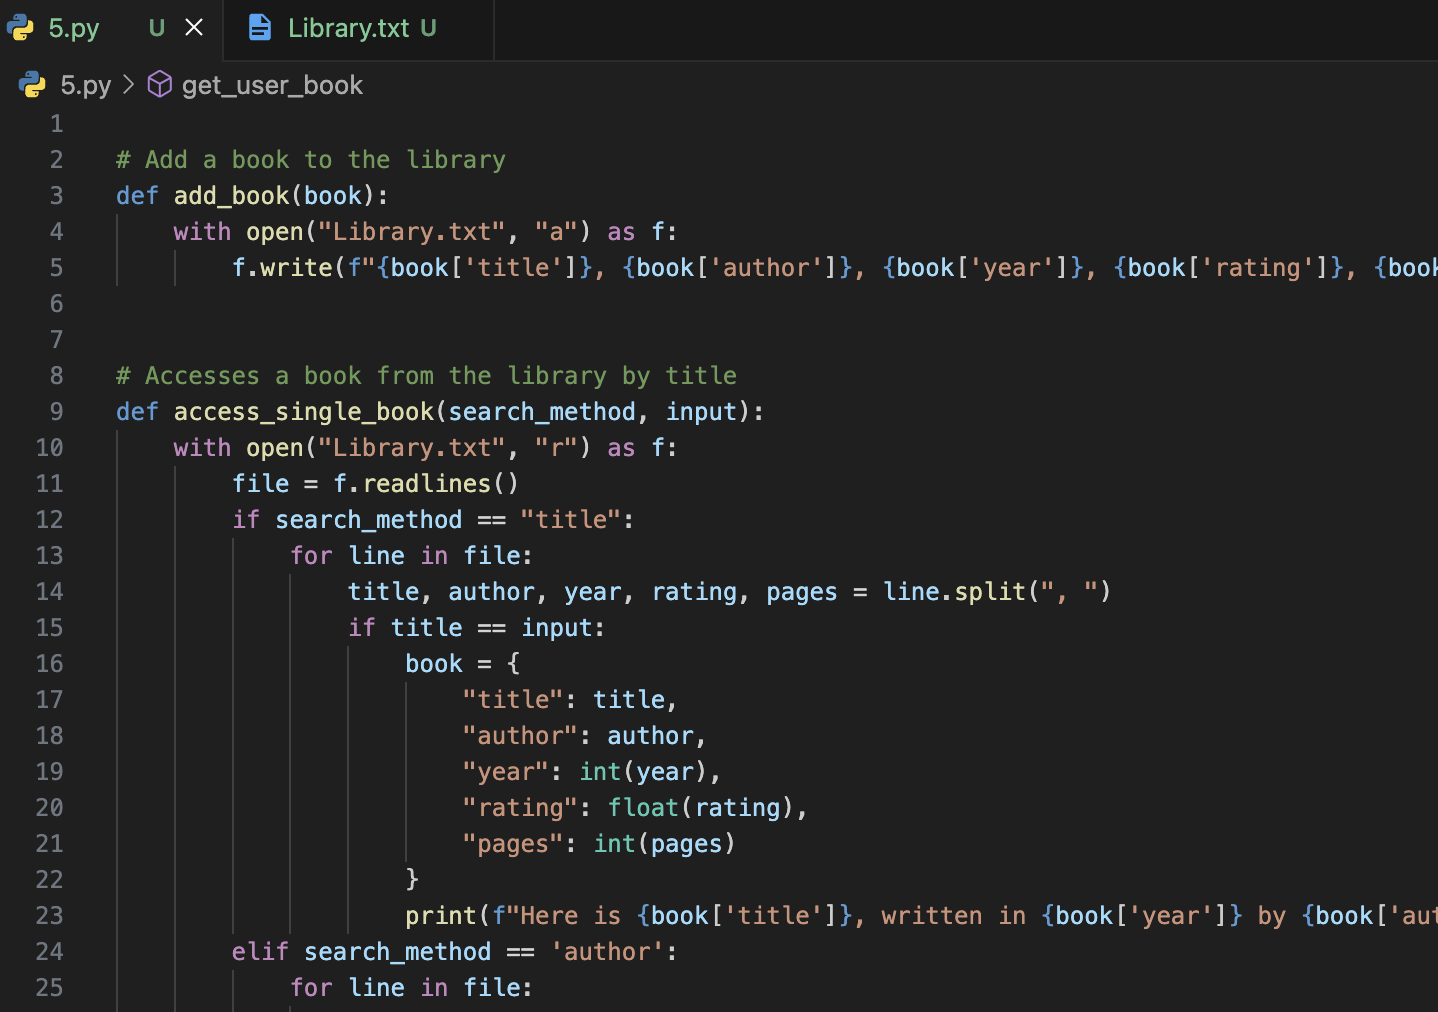 5.py U
Library.txt U
5.py > get_user_book
1
2 # Add a book to the library
3 def add_book(book):
4     with open("Library.txt", "a") as f:
5         f.write(f"{book['title']}, {book['author']}, {book['year']}, {book['rating']}, {book
6
7
8 # Accesses a book from the library by title
9 def access_single_book(search_method, input):
10     with open("Library.txt", "r") as f:
11         file = f.readlines()
12         if search_method == "title":
13             for line in file:
14                 title, author, year, rating, pages = line.split(", ")
15                 if title == input:
16                     book = {
17                         "title": title,
18                         "author": author,
19                         "year": int(year),
20                         "rating": float(rating),
21                         "pages": int(pages)
22                     }
23                     print(f"Here is {book['title']}, written in {book['year']} by {book['aut
24         elif search_method == 'author':
25             for line in file: